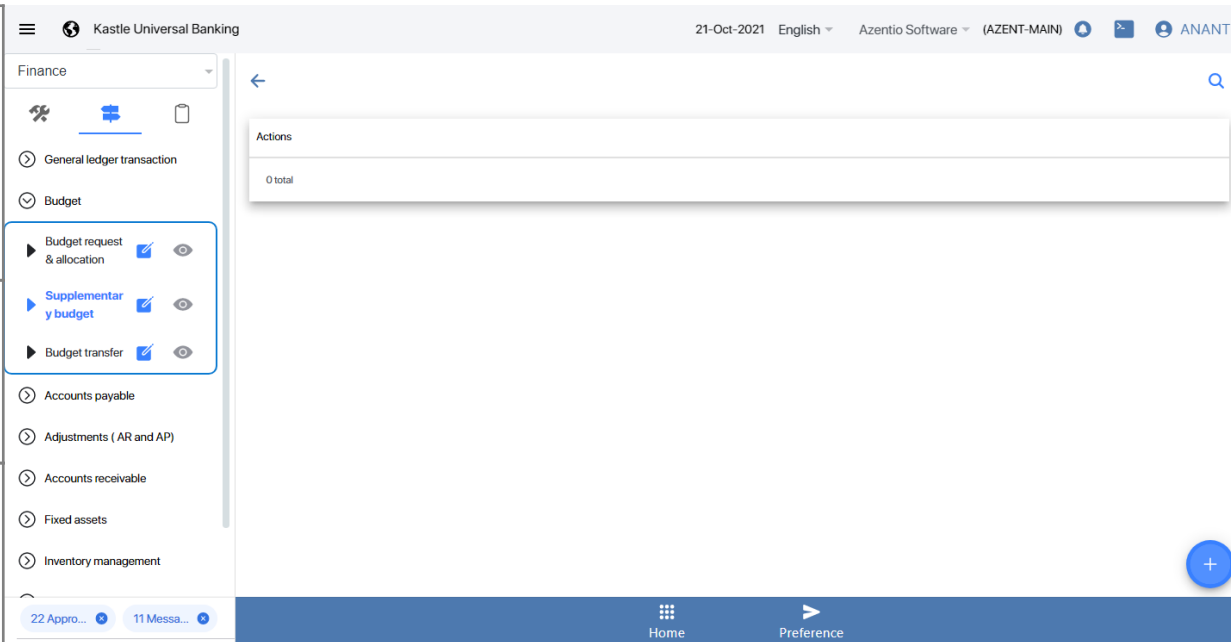 Kastle Universal Banking
21-Oct-2021 English Azentio Software (AZENT-MAIN) ANANT
Finance
General ledger transaction
Budget
Budget request
& allocation
Supplementar
y budget
Budget transfer
Accounts payable
Adjustments ( AR and AP)
Accounts receivable
Fixed assets
Inventory management
22 Appro...
11 Messa...
Actions
0 total
Home
Preference